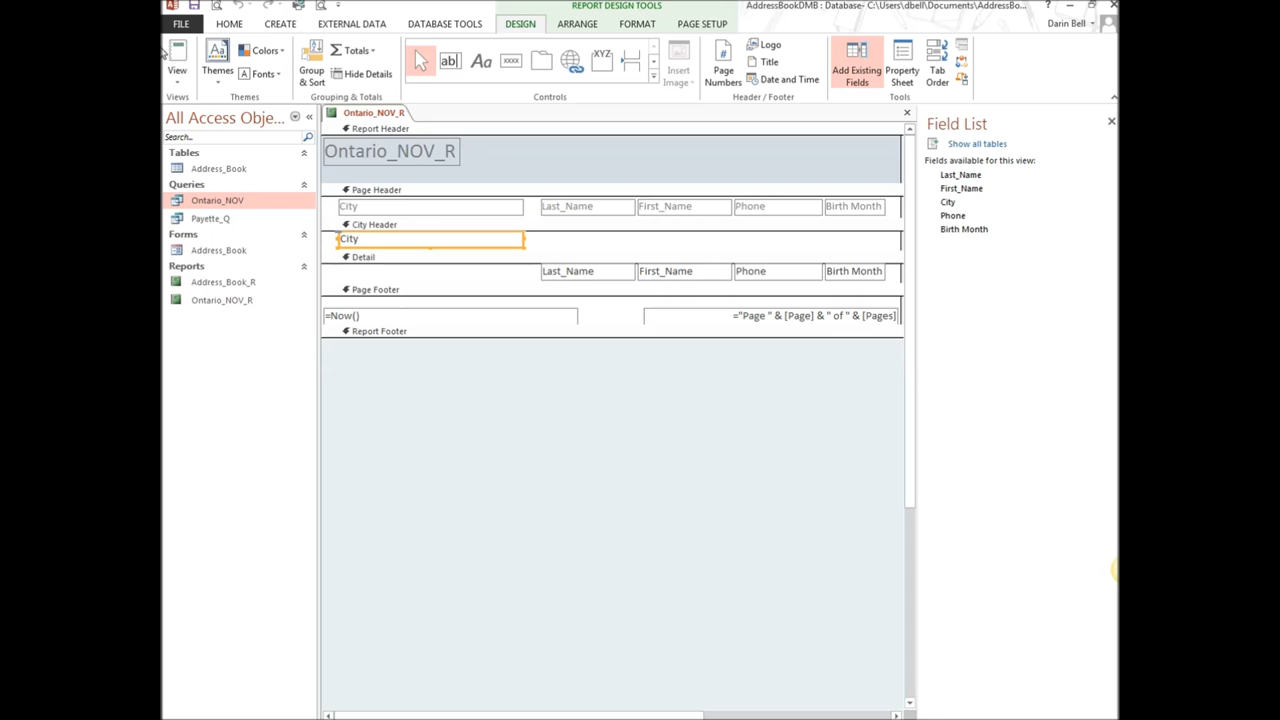 REPORT DESIGN TOOLS
AddressBookDMB : Database- C:\Users\dbell\Documents\AddressBo...
?
FILE
HOME
CREATE
EXTERNAL DATA
DATABASE TOOLS
DESIGN
ARRANGE
FORMAT
PAGE SETUP
Darin Bell
View
Views
Themes
Colors
Fonts
Themes
Group & Sort
Totals
Hide Details
Grouping & Totals
ab|
Aa
XXXX
XYZ
Insert Image
Controls
#
Page Numbers
Logo
Title
Date and Time
Header / Footer
Add Existing Fields
Property Sheet
Tab Order
Tools
All Access Obje...
Search...
Tables
Address_Book
Queries
Ontario_NOV
Payette_Q
Forms
Address_Book
Reports
Address_Book_R
Ontario_NOV_R
Ontario_NOV_R
Report Header
Ontario_NOV_R
Page Header
City Last_Name First_Name Phone Birth Month
City Header
City
Detail
Last_Name First_Name Phone Birth Month
Page Footer
=Now() ="Page " & [Page] & " of " & [Pages]
Report Footer
Field List
Show all tables
Fields available for this view:
Last_Name
First_Name
City
Phone
Birth Month